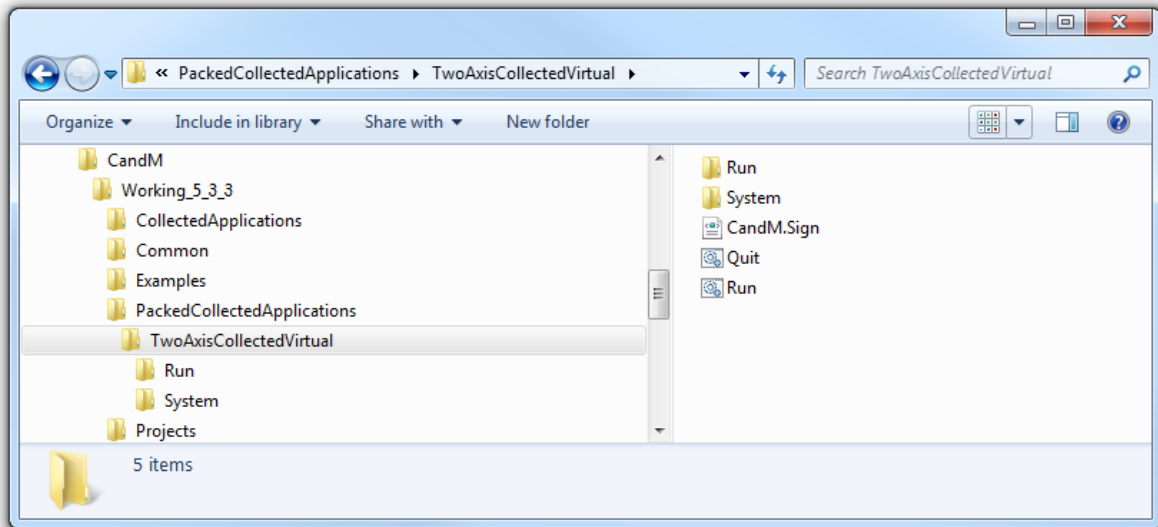 « PackedCollectedApplications TwoAxisCollectedVirtual Search TwoAxisCollectedVirtual
Organize Include in library Share with New folder
CandM
Working_5_3_3
CollectedApplications
Common
Examples
PackedCollectedApplications
TwoAxisCollectedVirtual
Run
System
Projects
Run
System
CandM.Sign
Quit
Run
5 items